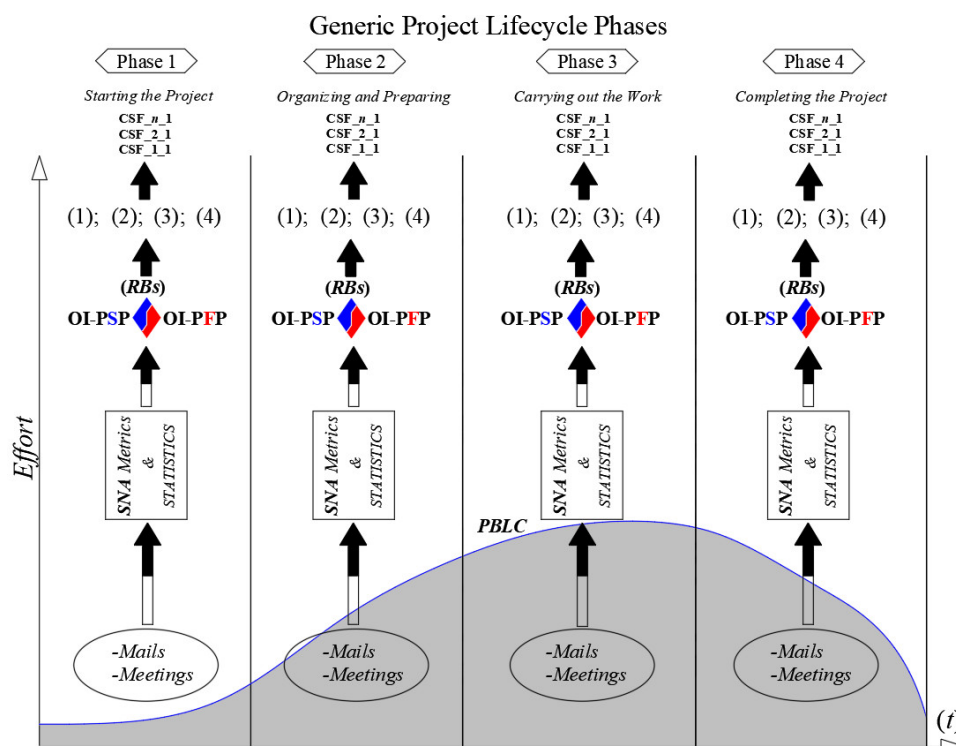 Generic Project Lifecycle Phases
Phase 1
Phase 2
Phase 3
Phase 4
Starting the Project
Organizing and Preparing
Carrying out the Work
Completing the Project
CSF_n_1
CSF_2_1
CSF_1_1
CSF_n_1
CSF_2_1
CSF_1_1
CSF_n_1
CSF_2_1
CSF_1_1
CSF_n_1
CSF_2_1
CSF_1_1
(1); (2); (3); (4)
(1); (2); (3); (4)
(1); (2); (3); (4)
(1); (2); (3); (4)
(RBs)
(RBs)
(RBs)
(RBs)
OI-PSP OI-PFP
OI-PSP OI-PFP
OI-PSP OI-PFP
OI-PSP OI-PFP
Effort
SNA Metrics
&
STATISTICS
SNA Metrics
&
STATISTICS
SNA Metrics
&
STATISTICS
SNA Metrics
&
STATISTICS
PBLC
-Mails
-Meetings
-Mails
-Meetings
-Mails
-Meetings
-Mails
-Meetings
(t)